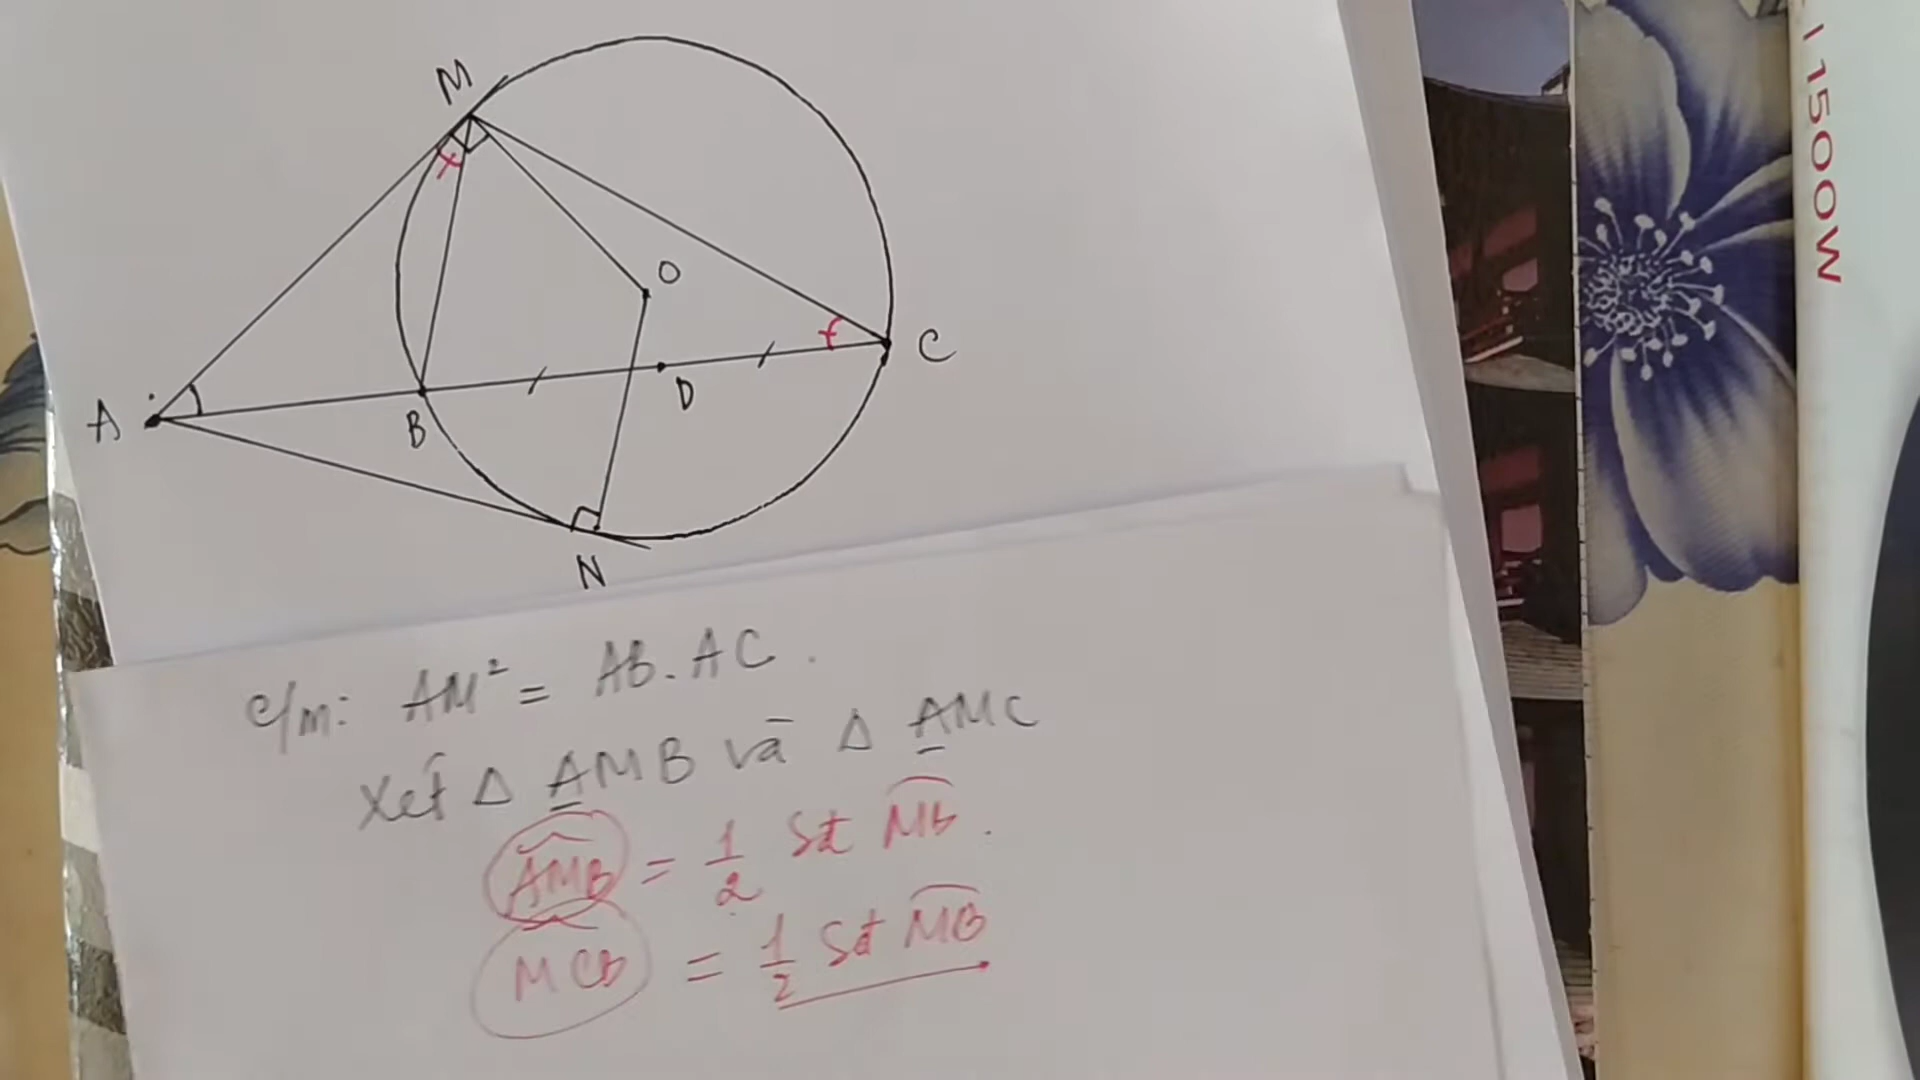 M
O
C
A
B
D
N
c/m: AM² = AB.AC.
Xét Δ AMB và Δ AMC
AMB = 1/2 Sđ MB.
MCB = 1/2 Sđ MB
1500W